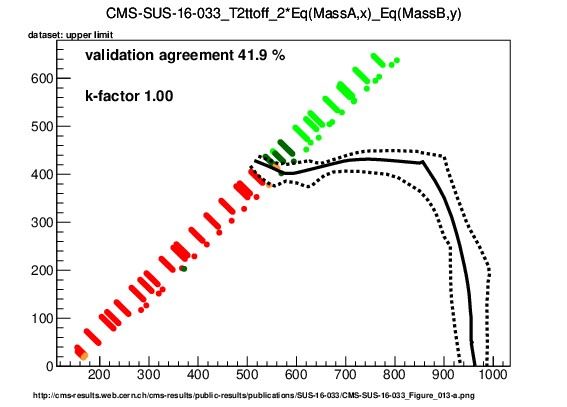 CMS-SUS-16-033_T2ttoff_2*Eq(MassA,x)_Eq(MassB,y)
dataset: upper limit
validation agreement 41.9 %
k-factor 1.00
600
500
400
300
200
100
0
200 300 400 500 600 700 800 900 1000
http://cms-results.web.cern.ch/cms-results/public-results/publications/SUS-16-033/CMS-SUS-16-033_Figure_013-a.png